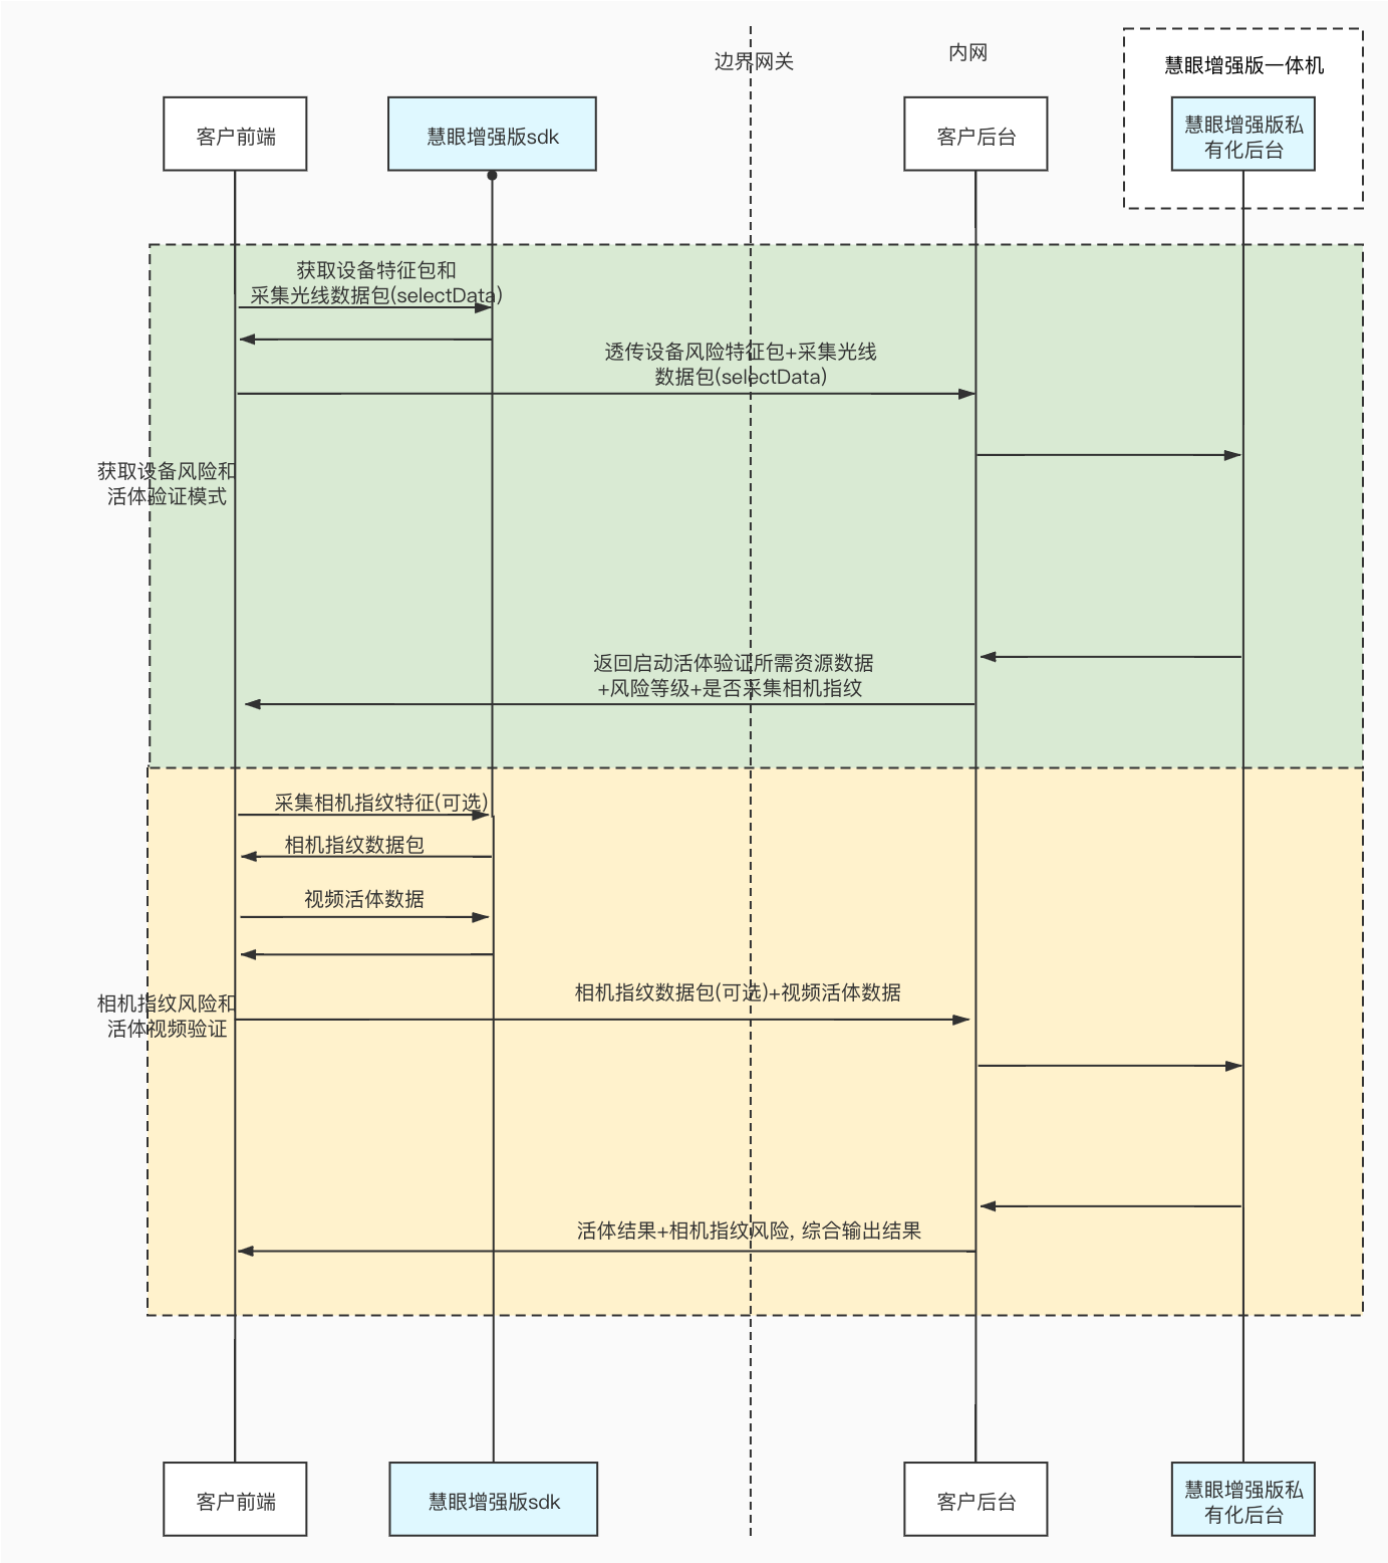 边界网关
内网
慧眼增强版一体机
客户前端
慧眼增强版sdk
客户后台
慧眼增强版私
有化后台
获取设备特征包和
采集光线数据包(selectData)
透传设备风险特征包+采集光线
数据包(selectData)
获取设备风险和
活体验证模式
返回启动活体验证所需资源数据
+风险等级+是否采集相机指纹
采集相机指纹特征(可选)
相机指纹数据包
视频活体数据
相机指纹数据包(可选)+视频活体数据
相机指纹风险和
活体视频验证
活体结果+相机指纹风险, 综合输出结果
客户前端
慧眼增强版sdk
客户后台
慧眼增强版私
有化后台